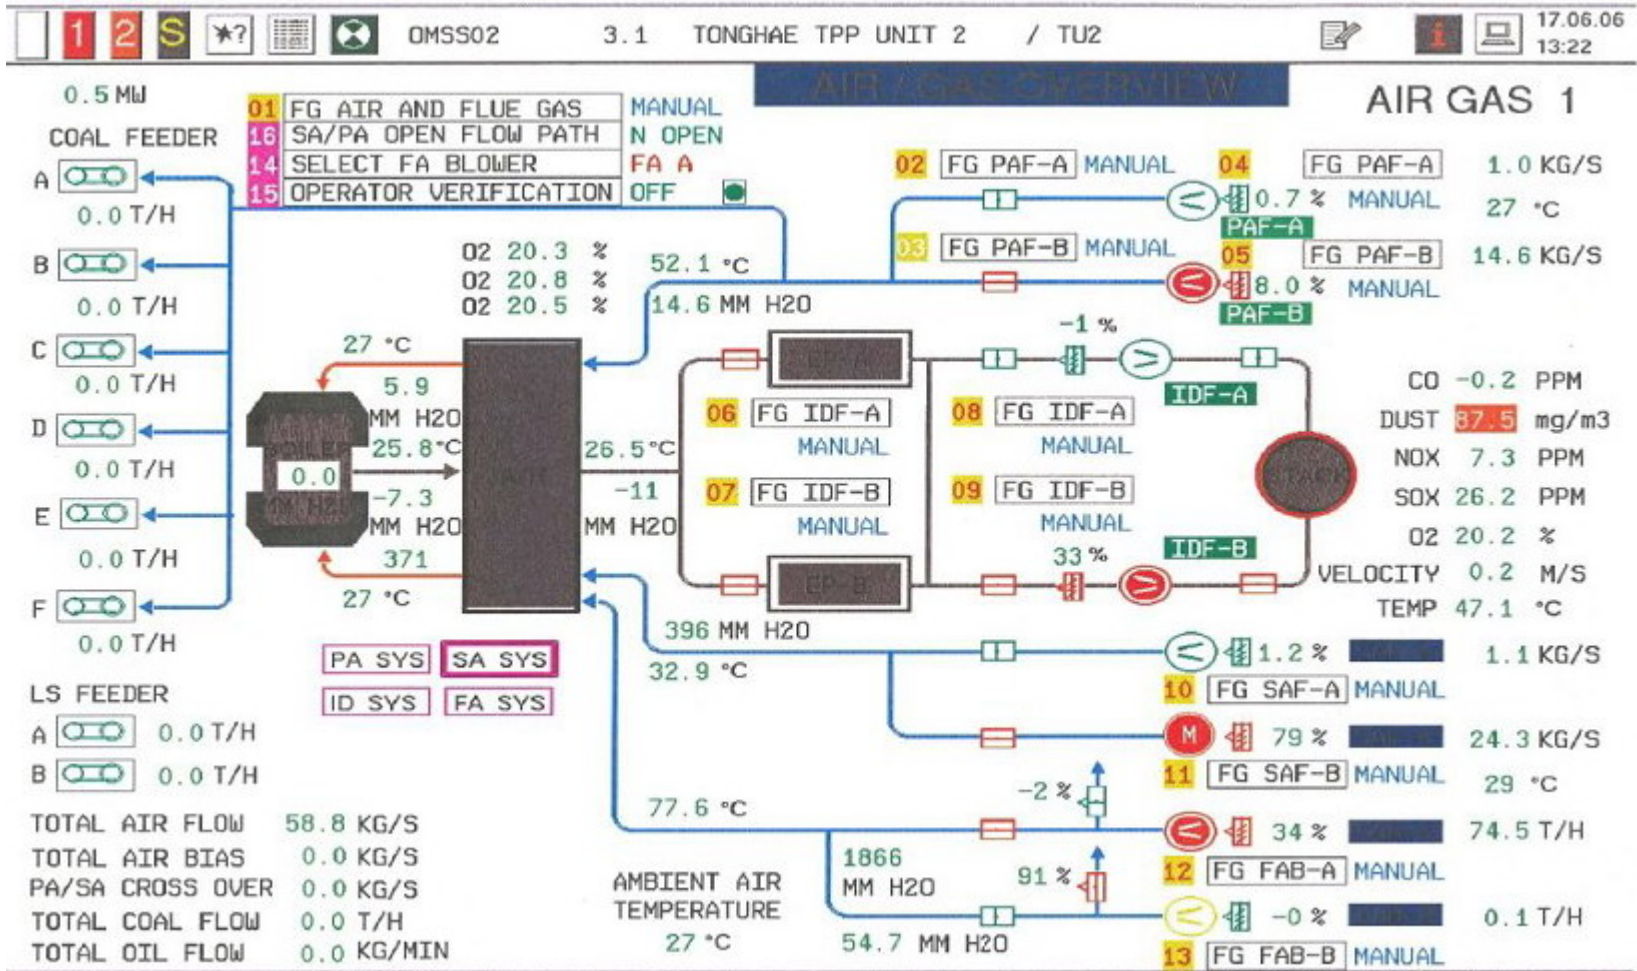 1 2 S *? OMSS02 3.1 TONGHAE TPP UNIT 2 / TU2 i 17.06.06
13:22
AIR / GAS OVERVIEW
AIR GAS 1
0.5 MW
COAL FEEDER
A
0.0 T/H
B
0.0 T/H
C
0.0 T/H
D
0.0 T/H
E
0.0 T/H
F
0.0 T/H
LS FEEDER
A 0.0 T/H
B 0.0 T/H
TOTAL AIR FLOW 58.8 KG/S
TOTAL AIR BIAS 0.0 KG/S
PA/SA CROSS OVER 0.0 KG/S
TOTAL COAL FLOW 0.0 T/H
TOTAL OIL FLOW 0.0 KG/MIN
01 FG AIR AND FLUE GAS MANUAL
16 SA/PA OPEN FLOW PATH N OPEN
14 SELECT FA BLOWER FA A
15 OPERATOR VERIFICATION OFF
O2 20.3 %
O2 20.8 %
O2 20.5 %
52.1 °C
14.6 MM H2O
27 °C
5.9
MM H2O
25.8°C
BOILER
0.0
MM H2O
-7.3
MM H2O
371
27 °C
26.5°C
-11
MM H2O
PA SYS SA SYS
ID SYS FA SYS
02 FG PAF-A MANUAL 04 FG PAF-A 1.0 KG/S
0.7 % MANUAL 27 °C
PAF-A
03 FG PAF-B MANUAL 05 FG PAF-B 14.6 KG/S
8.0 % MANUAL
PAF-B
-1 %
EP-A
IDF-A
06 FG IDF-A
MANUAL
08 FG IDF-A
MANUAL
07 FG IDF-B
MANUAL
09 FG IDF-B
MANUAL
STACK
33 %
IDF-B
EP-B
CO -0.2 PPM
DUST 87.5 mg/m3
NOX 7.3 PPM
SOX 26.2 PPM
O2 20.2 %
VELOCITY 0.2 M/S
TEMP 47.1 °C
396 MM H2O
32.9 °C
1.2 % 1.1 KG/S
10 FG SAF-A MANUAL
M 79 % 24.3 KG/S
11 FG SAF-B MANUAL 29 °C
77.6 °C
-2 %
34 % 74.5 T/H
12 FG FAB-A MANUAL
1866
MM H2O
91 %
-0 % 0.1 T/H
54.7 MM H2O
13 FG FAB-B MANUAL
AMBIENT AIR
TEMPERATURE
27 °C